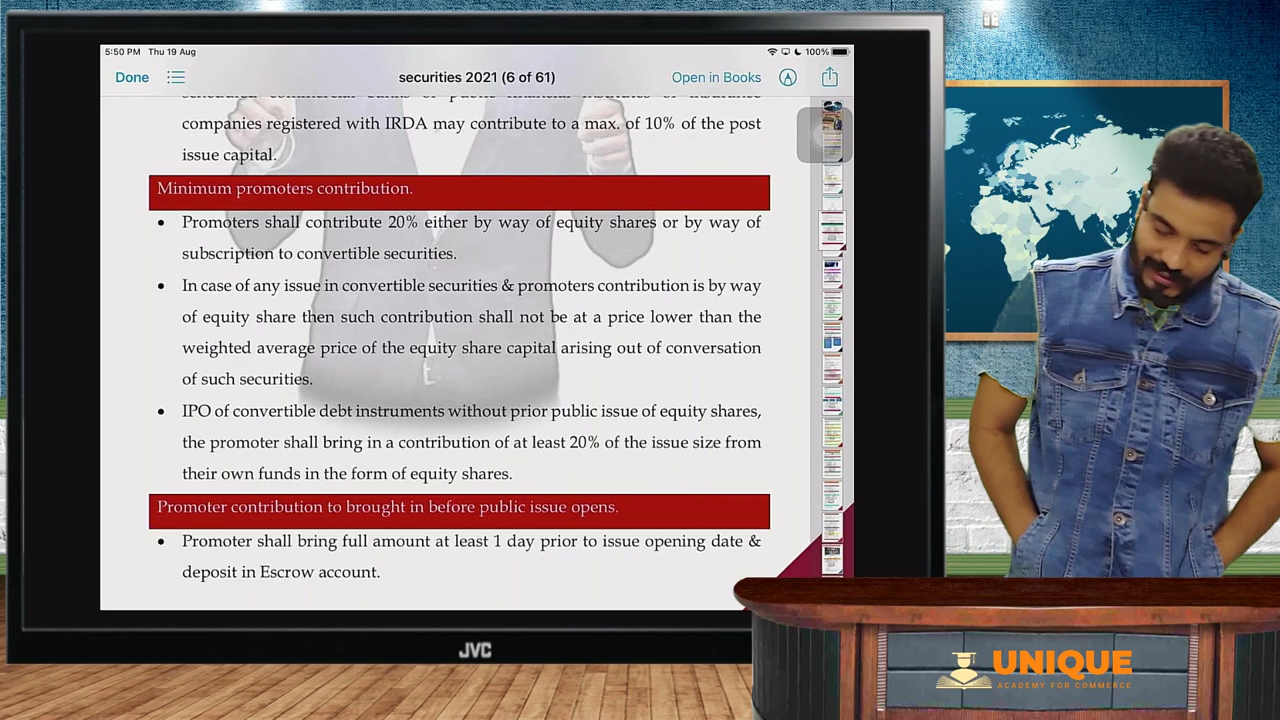 5:50 PM Thu 19 Aug
100%
Done
securities 2021 (6 of 61)
Open in Books
companies registered with IRDA may contribute to a max. of 10% of the post
issue capital.
Minimum promoters contribution.
• Promoters shall contribute 20% either by way of equity shares or by way of
subscription to convertible securities.
• In case of any issue in convertible securities & promoters contribution is by way
of equity share then such contribution shall not be at a price lower than the
weighted average price of the equity share capital arising out of conversation
of such securities.
• IPO of convertible debt instruments without prior public issue of equity shares,
the promoter shall bring in a contribution of at least 20% of the issue size from
their own funds in the form of equity shares.
Promoter contribution to brought in before public issue opens.
• Promoter shall bring full amount at least 1 day prior to issue opening date &
deposit in Escrow account.
JVC
UNIQUE
ACADEMY FOR COMMERCE